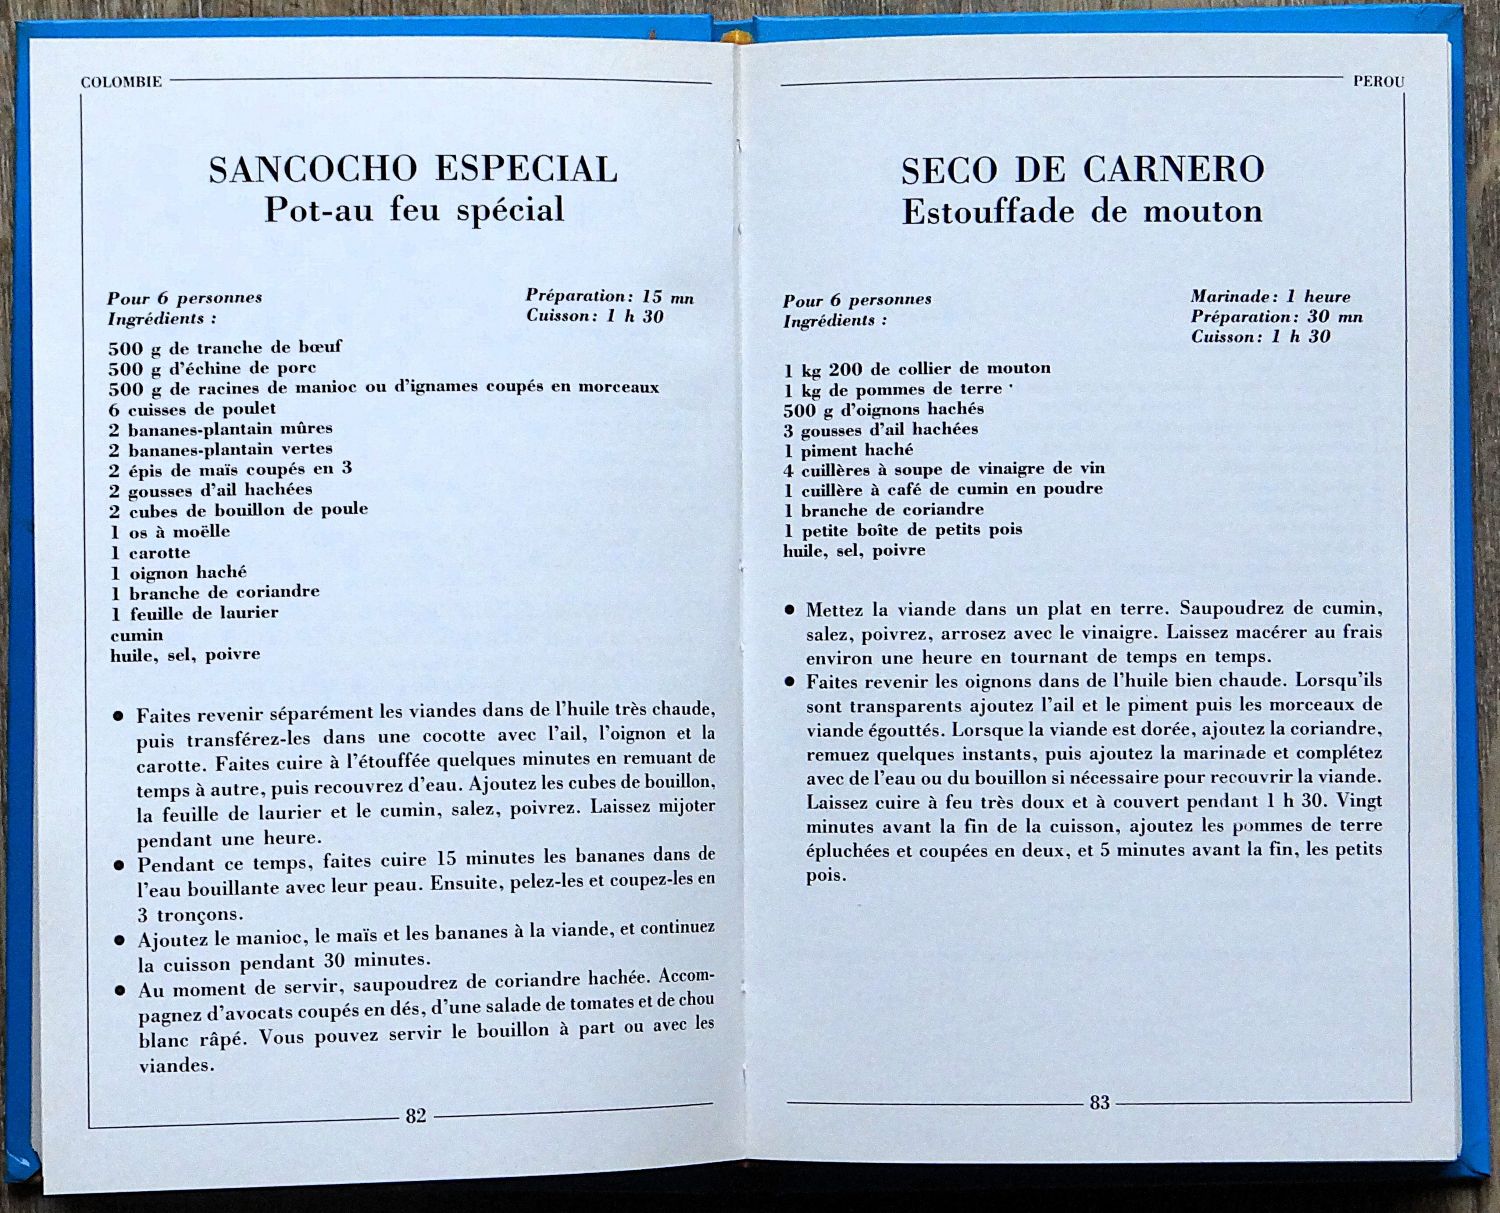 COLOMBIE
SANCOCHO ESPECIAL
Pot-au feu spécial
Pour 6 personnes
Ingrédients :
Préparation: 15 mn
Cuisson: 1 h 30
500 g de tranche de bœuf
500 g d'échine de porc
500 g de racines de manioc ou d'ignames coupés en morceaux
6 cuisses de poulet
2 bananes-plantain mûres
2 bananes-plantain vertes
2 épis de maïs coupés en 3
2 gousses d'ail hachées
2 cubes de bouillon de poule
1 os à moëlle
1 carotte
1 oignon haché
1 branche de coriandre
1 feuille de laurier
cumin
huile, sel, poivre
● Faites revenir séparément les viandes dans de l'huile très chaude,
puis transférez-les dans une cocotte avec l'ail, l'oignon et la
carotte. Faites cuire à l'étouffée quelques minutes en remuant de
temps à autre, puis recouvrez d'eau. Ajoutez les cubes de bouillon,
la feuille de laurier et le cumin, salez, poivrez. Laissez mijoter
pendant une heure.
● Pendant ce temps, faites cuire 15 minutes les bananes dans de
l'eau bouillante avec leur peau. Ensuite, pelez-les et coupez-les en
3 tronçons.
● Ajoutez le manioc, le maïs et les bananes à la viande, et continuez
la cuisson pendant 30 minutes.
● Au moment de servir, saupoudrez de coriandre hachée. Accom-
pagnez d'avocats coupés en dés, d'une salade de tomates et de chou
blanc râpé. Vous pouvez servir le bouillon à part ou avec les
viandes.
82
PEROU
SECO DE CARNERO
Estouffade de mouton
Pour 6 personnes
Ingrédients :
Marinade: 1 heure
Préparation: 30 mn
Cuisson: 1 h 30
1 kg 200 de collier de mouton
1 kg de pommes de terre
500 g d'oignons hachés
3 gousses d'ail hachées
1 piment haché
4 cuillères à soupe de vinaigre de vin
1 cuillère à café de cumin en poudre
1 branche de coriandre
1 petite boîte de petits pois
huile, sel, poivre
● Mettez la viande dans un plat en terre. Saupoudrez de cumin,
salez, poivrez, arrosez avec le vinaigre. Laissez macérer au frais
environ une heure en tournant de temps en temps.
● Faites revenir les oignons dans de l'huile bien chaude. Lorsqu'ils
sont transparents ajoutez l'ail et le piment puis les morceaux de
viande égouttés. Lorsque la viande est dorée, ajoutez la coriandre,
remuez quelques instants, puis ajoutez la marinade et complétez
avec de l'eau ou du bouillon si nécessaire pour recouvrir la viande.
Laissez cuire à feu très doux et à couvert pendant 1 h 30. Vingt
minutes avant la fin de la cuisson, ajoutez les pommes de terre
épluchées et coupées en deux, et 5 minutes avant la fin, les petits
pois.
83